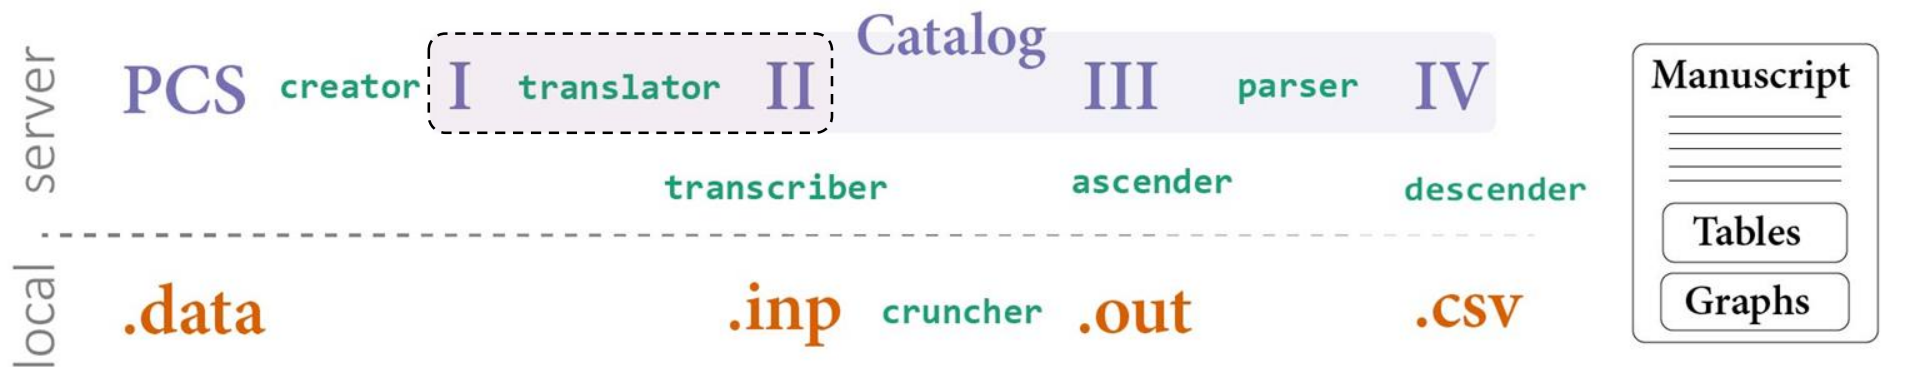 server
Catalog
PCS creator I translator II III parser IV
transcriber ascender descender
local
.data .inp cruncher .out .csv
Manuscript
Tables
Graphs